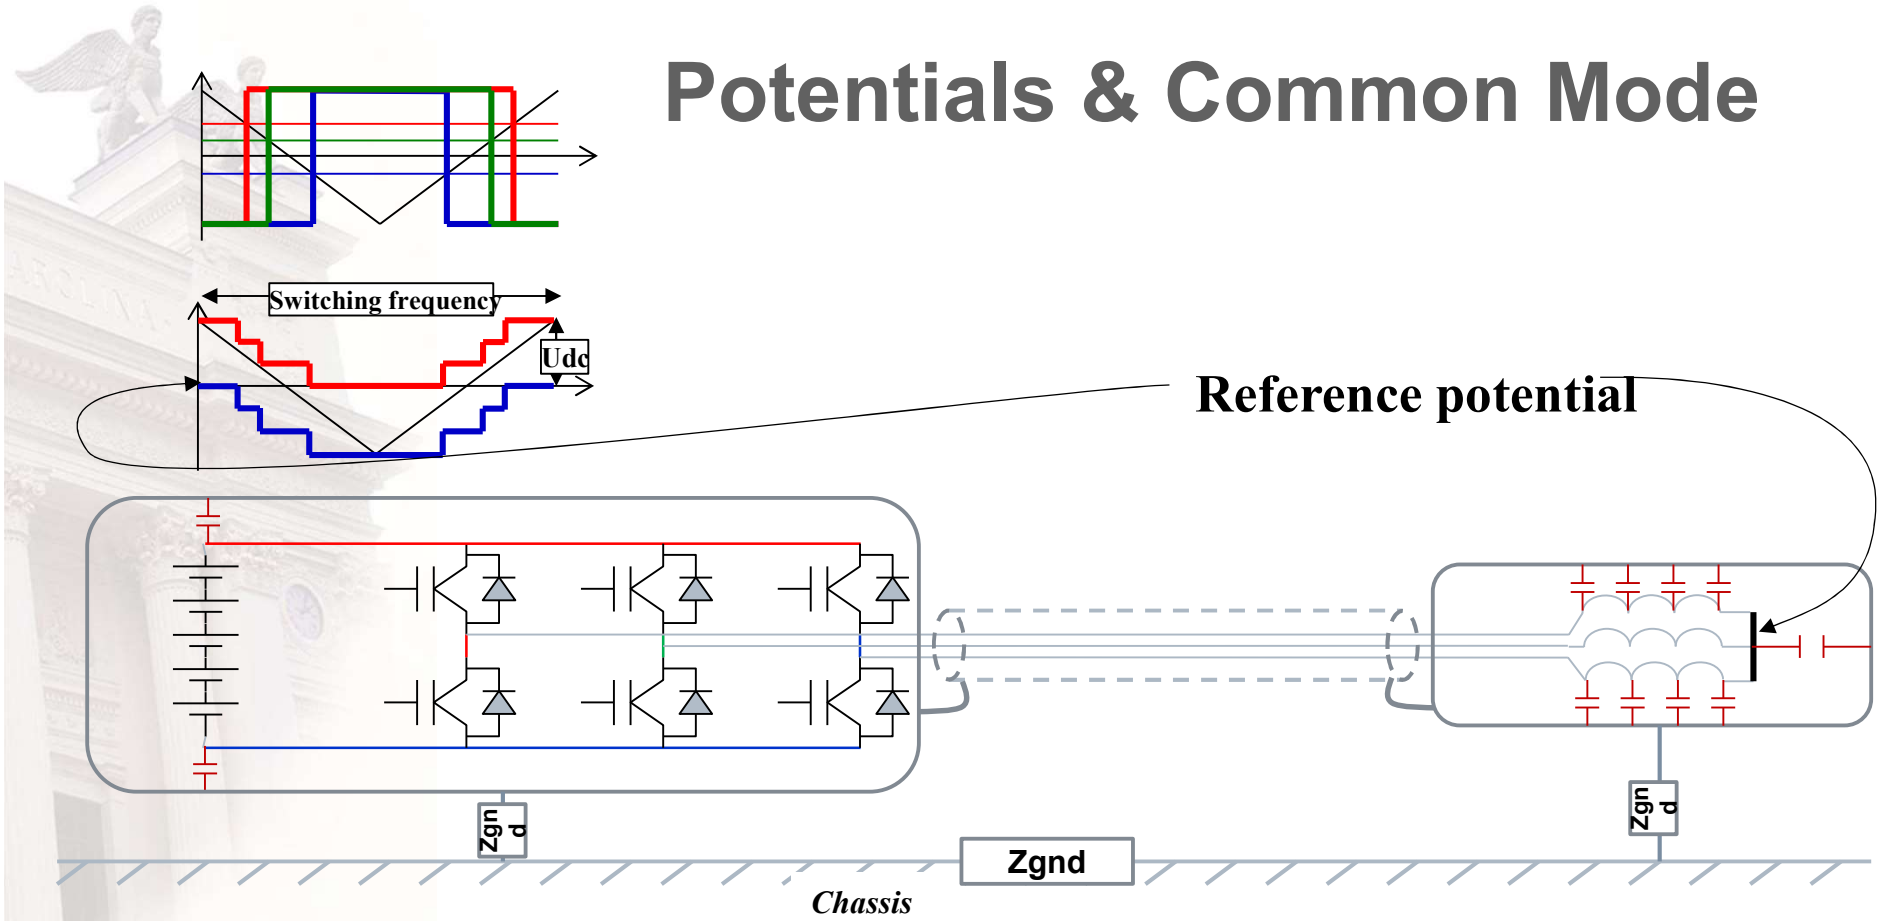 Potentials & Common Mode
Switching frequency
Udc
Reference potential
Zgn
d
Zgn
d
Zgnd
Chassis